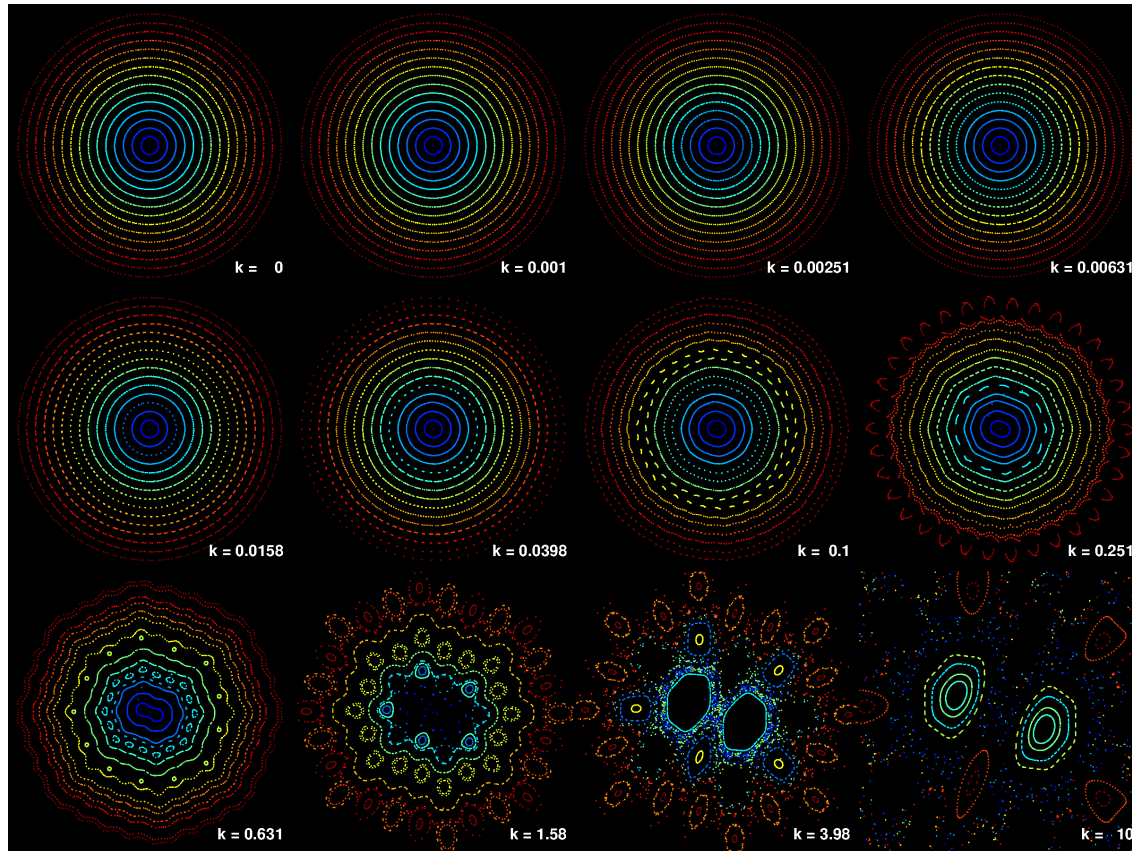 k = 0
k = 0.001
k = 0.00251
k = 0.00631
k = 0.0158
k = 0.0398
k = 0.1
k = 0.251
k = 0.631
k = 1.58
k = 3.98
k = 10